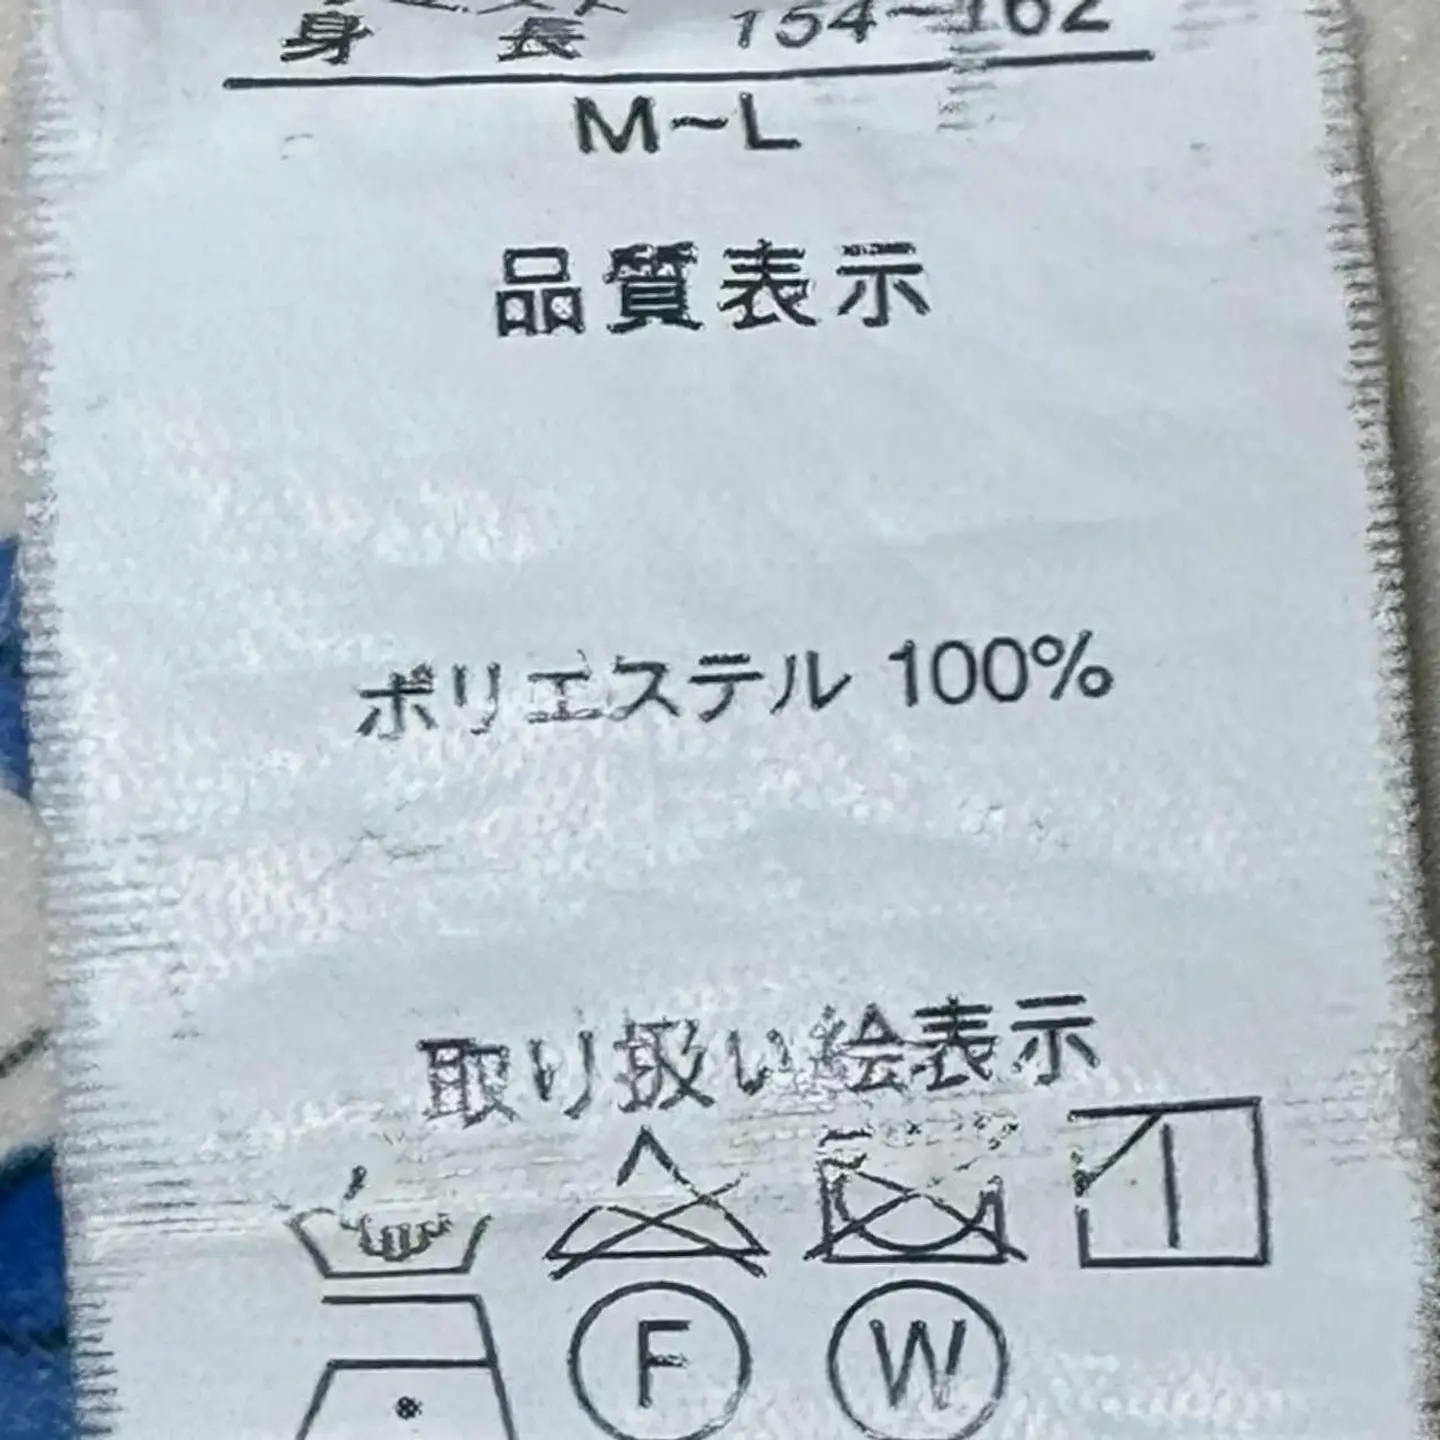 身長 154~162
M~L
品質表示
ポリエステル 100%
取り扱い絵表示
F W